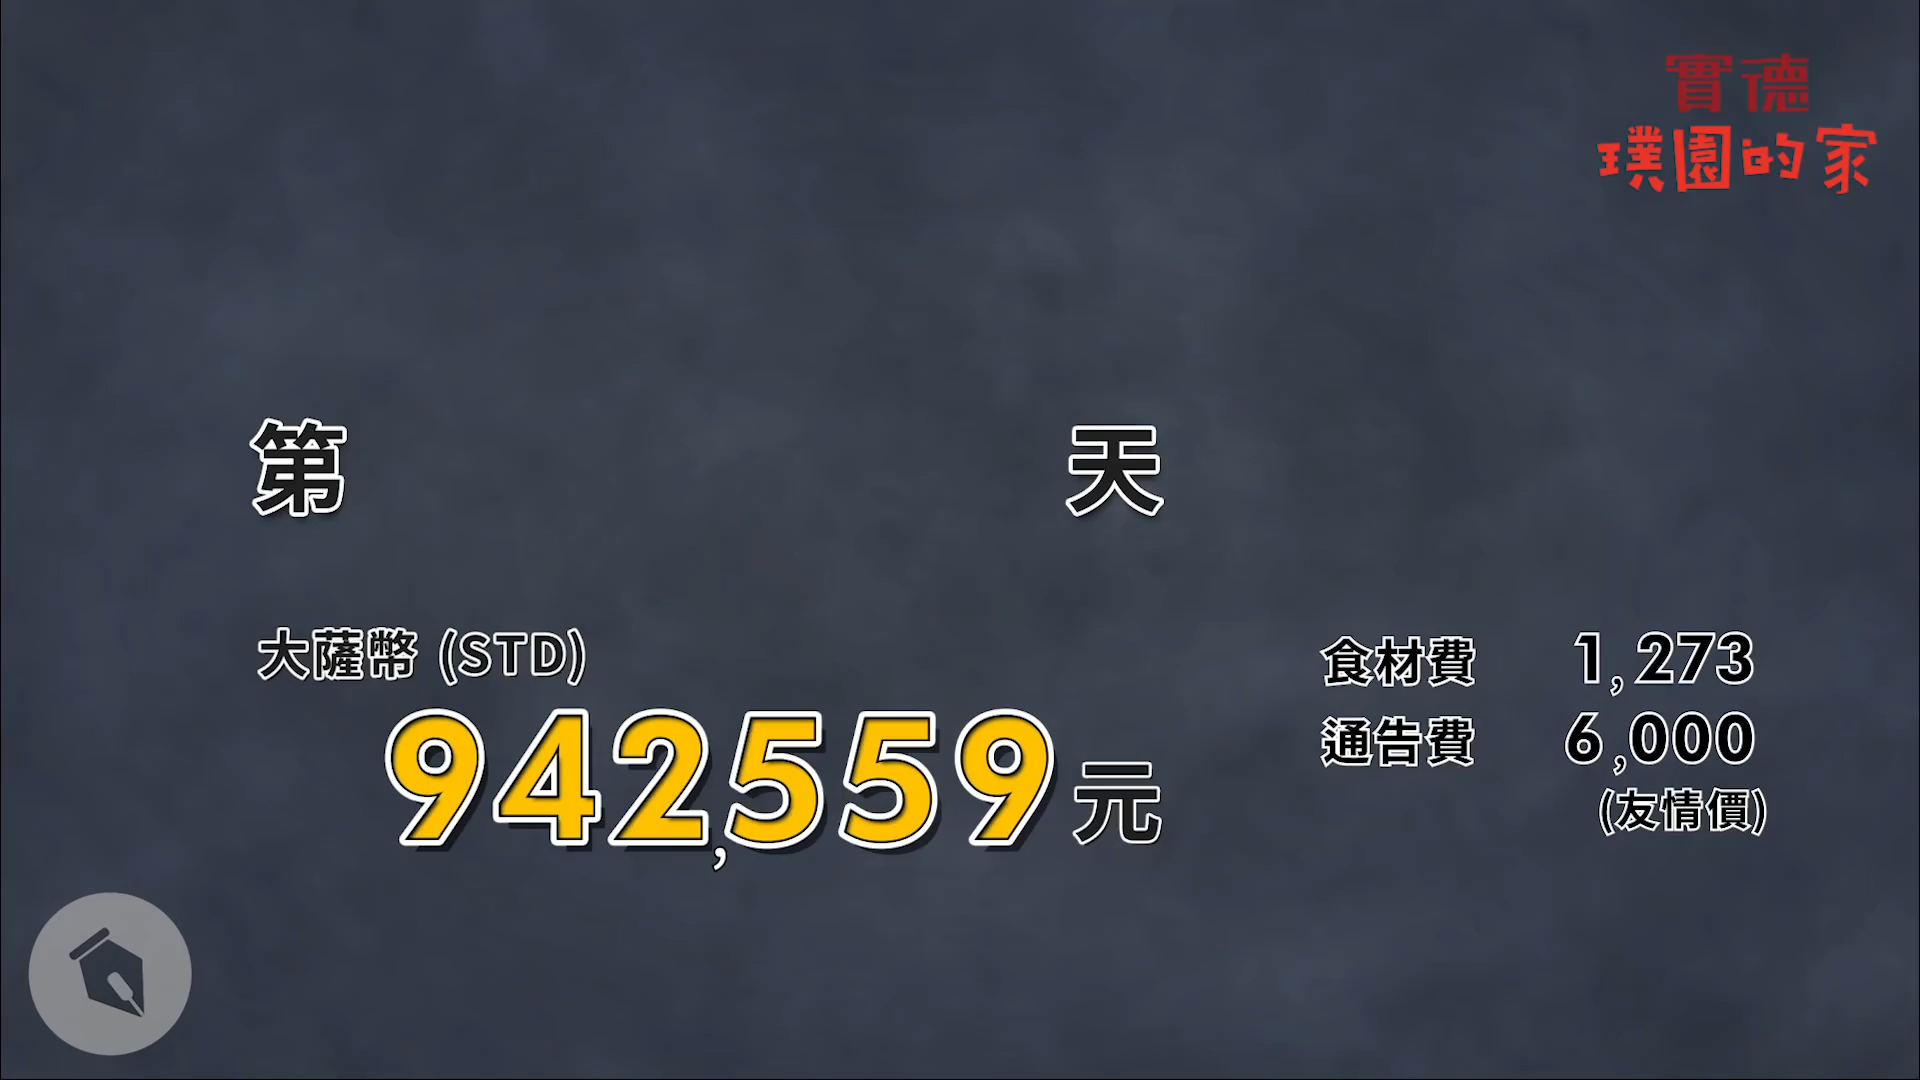 實德
璞園的家
第 天
大薩幣 (STD)
942,559元
食材費 1,273
通告費 6,000
(友情價)